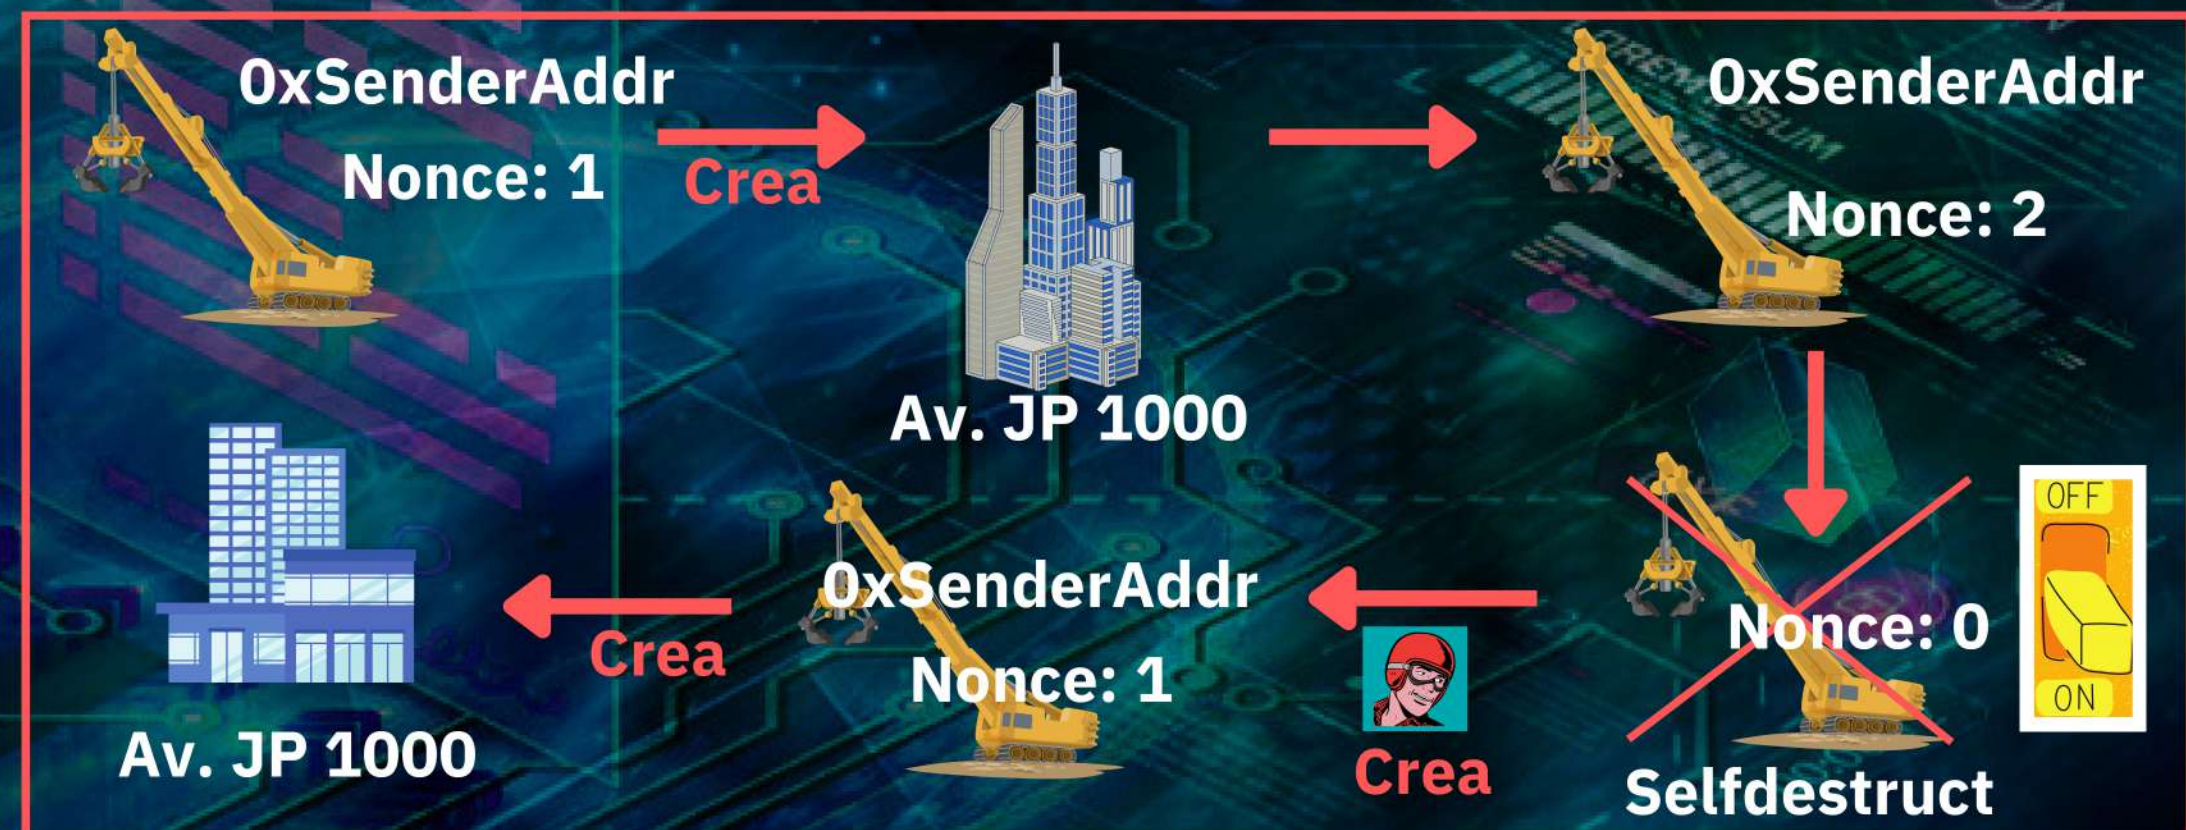 0xSenderAddr
Nonce: 1
Crea
Av. JP 1000
0xSenderAddr
Nonce: 2
OFF
ON
Nonce: 0
Selfdestruct
Crea
0xSenderAddr
Nonce: 1
Crea
Av. JP 1000